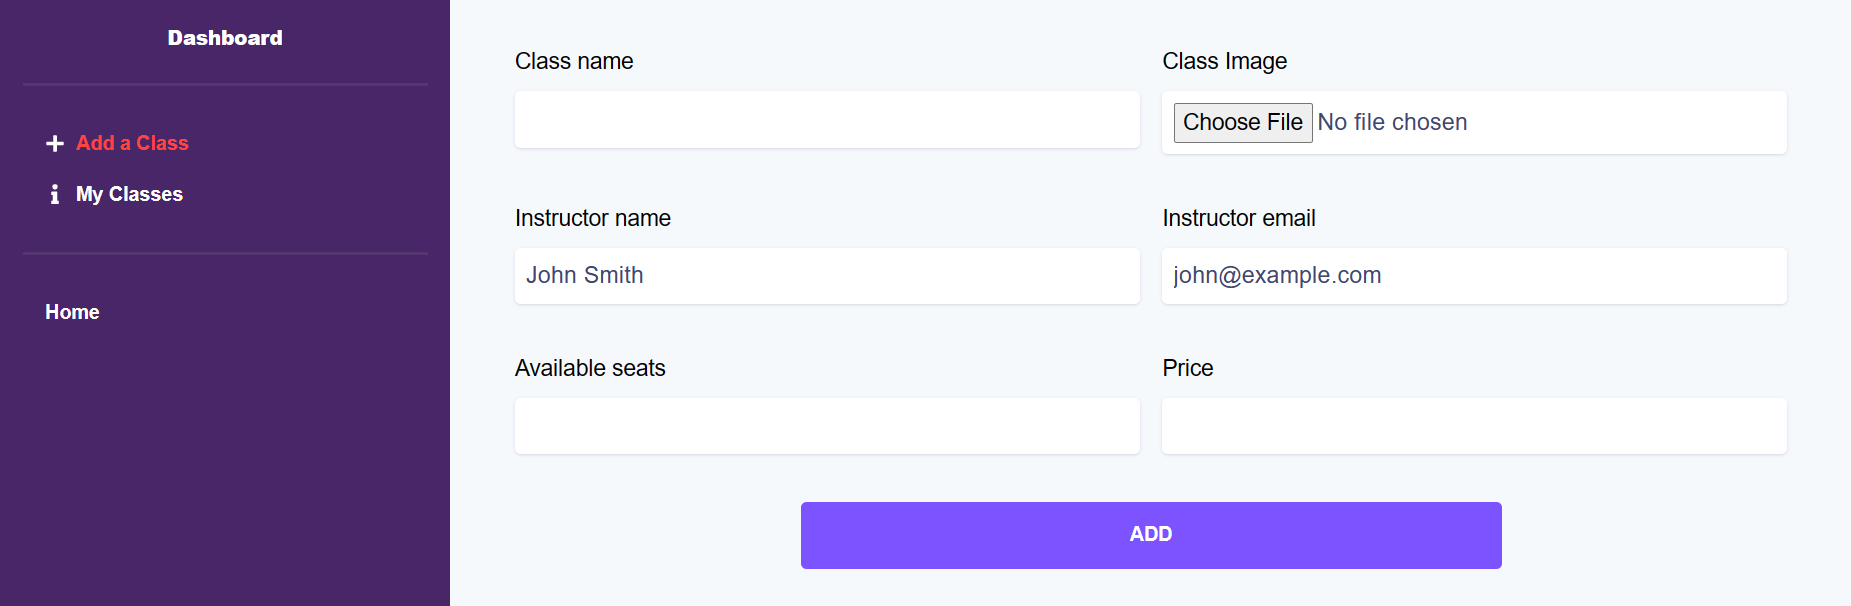 Dashboard
Add a Class
My Classes
Home
Class name
Class Image
Choose File No file chosen
Instructor name
Instructor email
John Smith
john@example.com
Available seats
Price
ADD